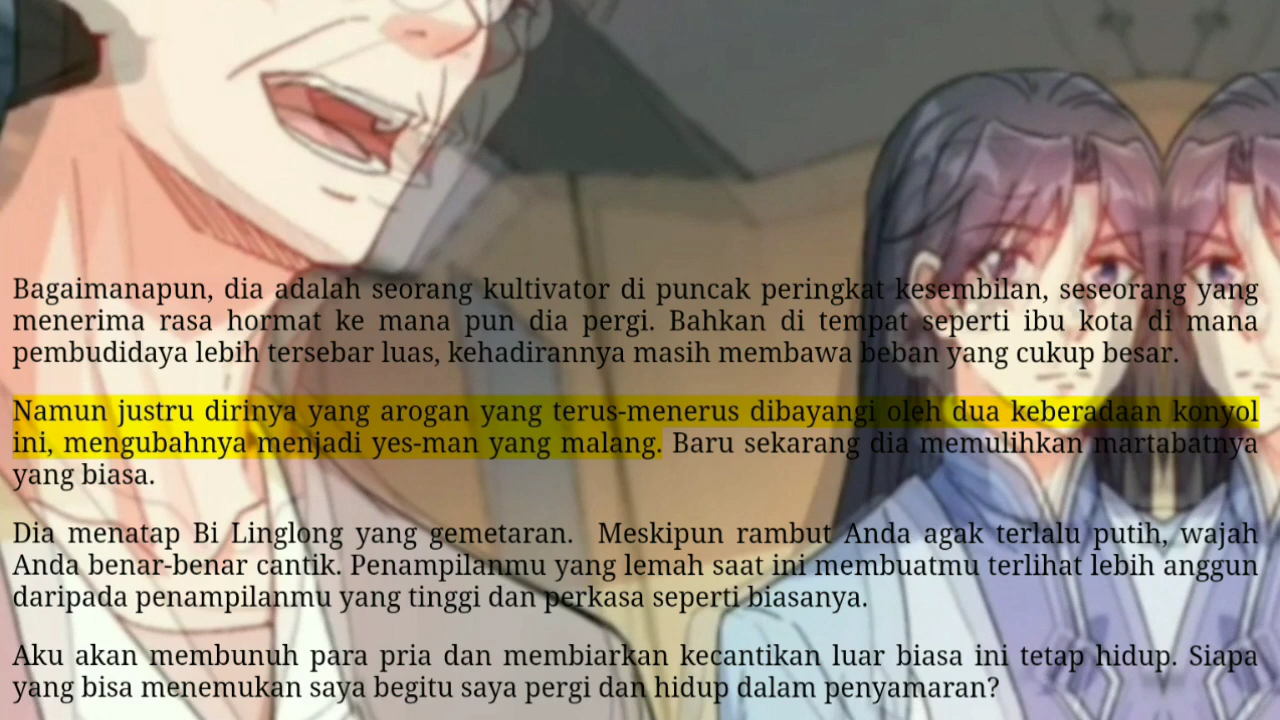 Bagaimanapun, dia adalah seorang kultivator di puncak peringkat kesembilan, seseorang yang
menerima rasa hormat ke mana pun dia pergi. Bahkan di tempat seperti ibu kota di mana
pembudidaya lebih tersebar luas, kehadirannya masih membawa beban yang cukup besar.
Namun justru dirinya yang arogan yang terus-menerus dibayangi oleh dua keberadaan konyol
ini, mengubahnya menjadi yes-man yang malang. Baru sekarang dia memulihkan martabatnya
yang biasa.
Dia menatap Bi Linglong yang gemetaran. Meskipun rambut Anda agak terlalu putih, wajah
Anda benar-benar cantik. Penampilanmu yang lemah saat ini membuatmu terlihat lebih anggun
daripada penampilanmu yang tinggi dan perkasa seperti biasanya.
Aku akan membunuh para pria dan membiarkan kecantikan luar biasa ini tetap hidup. Siapa
yang bisa menemukan saya begitu saya pergi dan hidup dalam penyamaran?